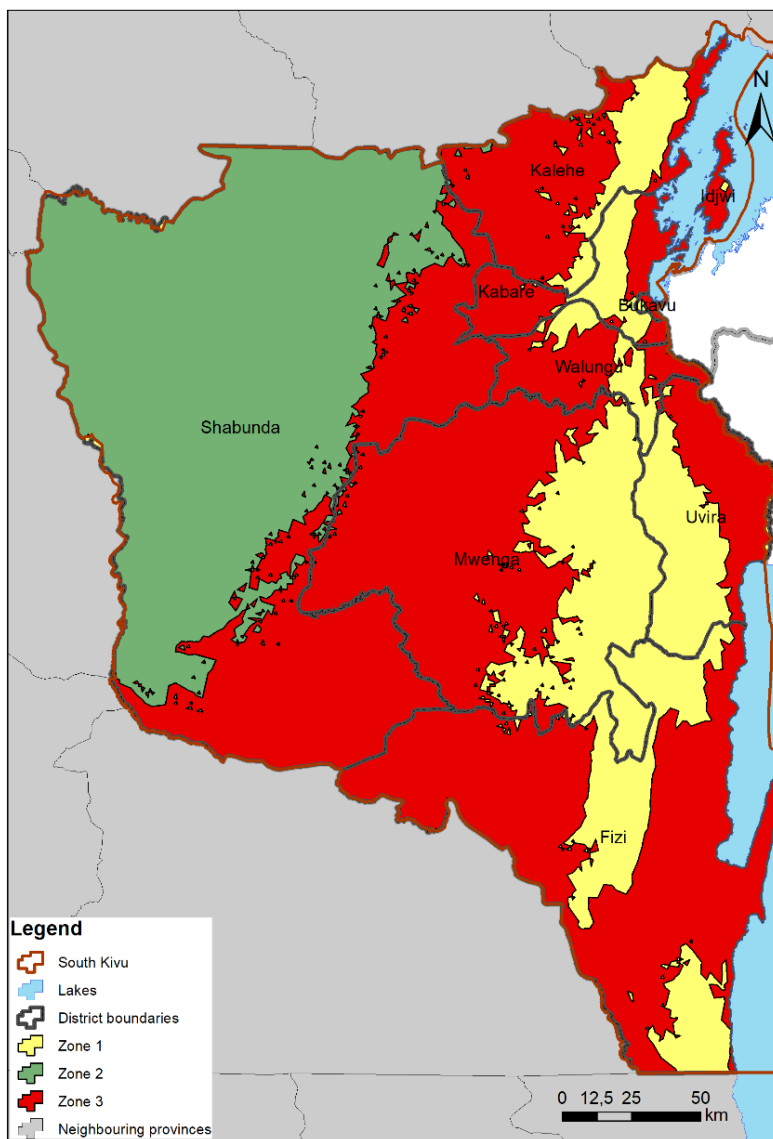 N
Kalehe
Idjwi
Kabare
Bukavu
Walungu
Shabunda
Uvira
Mwenga
Fizi
Legend
South Kivu
Lakes
District boundaries
Zone 1
Zone 2
Zone 3
Neighbouring provinces
0 12,5 25 50
km